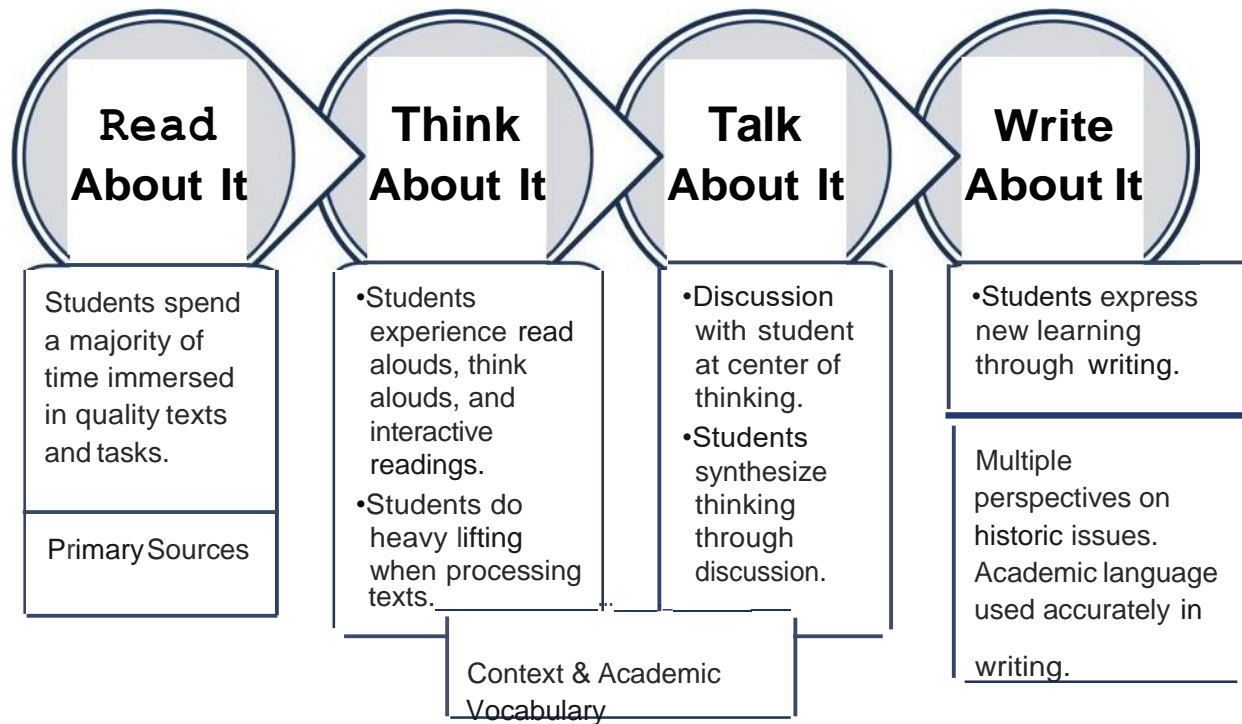 Read
About It
Students spend
a majority of
time immersed
in quality texts
and tasks.
Primary Sources
Think
About It
•Students
experience read
alouds, think
alouds, and
interactive
readings.
•Students do
heavy lifting
when processing
texts.
Talk
About It
•Discussion
with student
at center of
thinking.
•Students
synthesize
thinking
through
discussion.
Context & Academic
Vocabulary
Write
About It
•Students express
new learning
through writing.
Multiple
perspectives on
historic issues.
Academic language
used accurately in
writing.